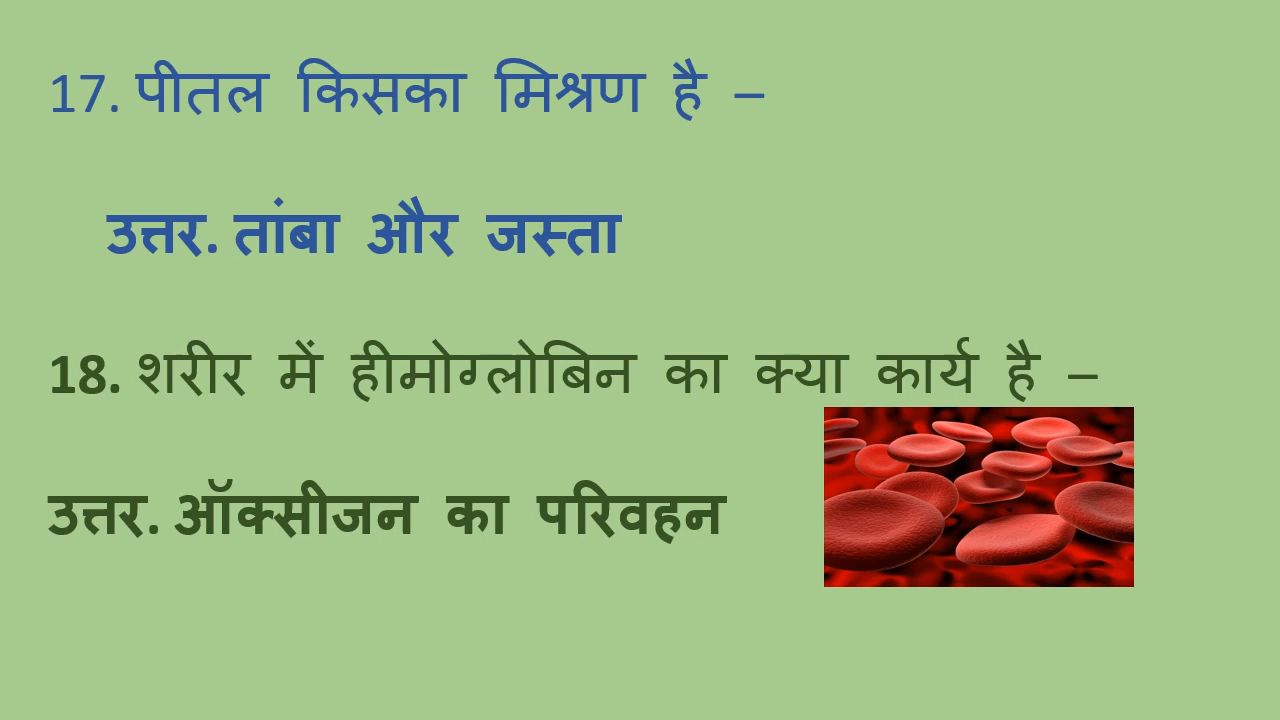 17. पीतल किसका मिश्रण है –
उत्तर. तांबा और जस्ता
18. शरीर में हीमोग्लोबिन का क्या कार्य है –
उत्तर. ऑक्सीजन का परिवहन